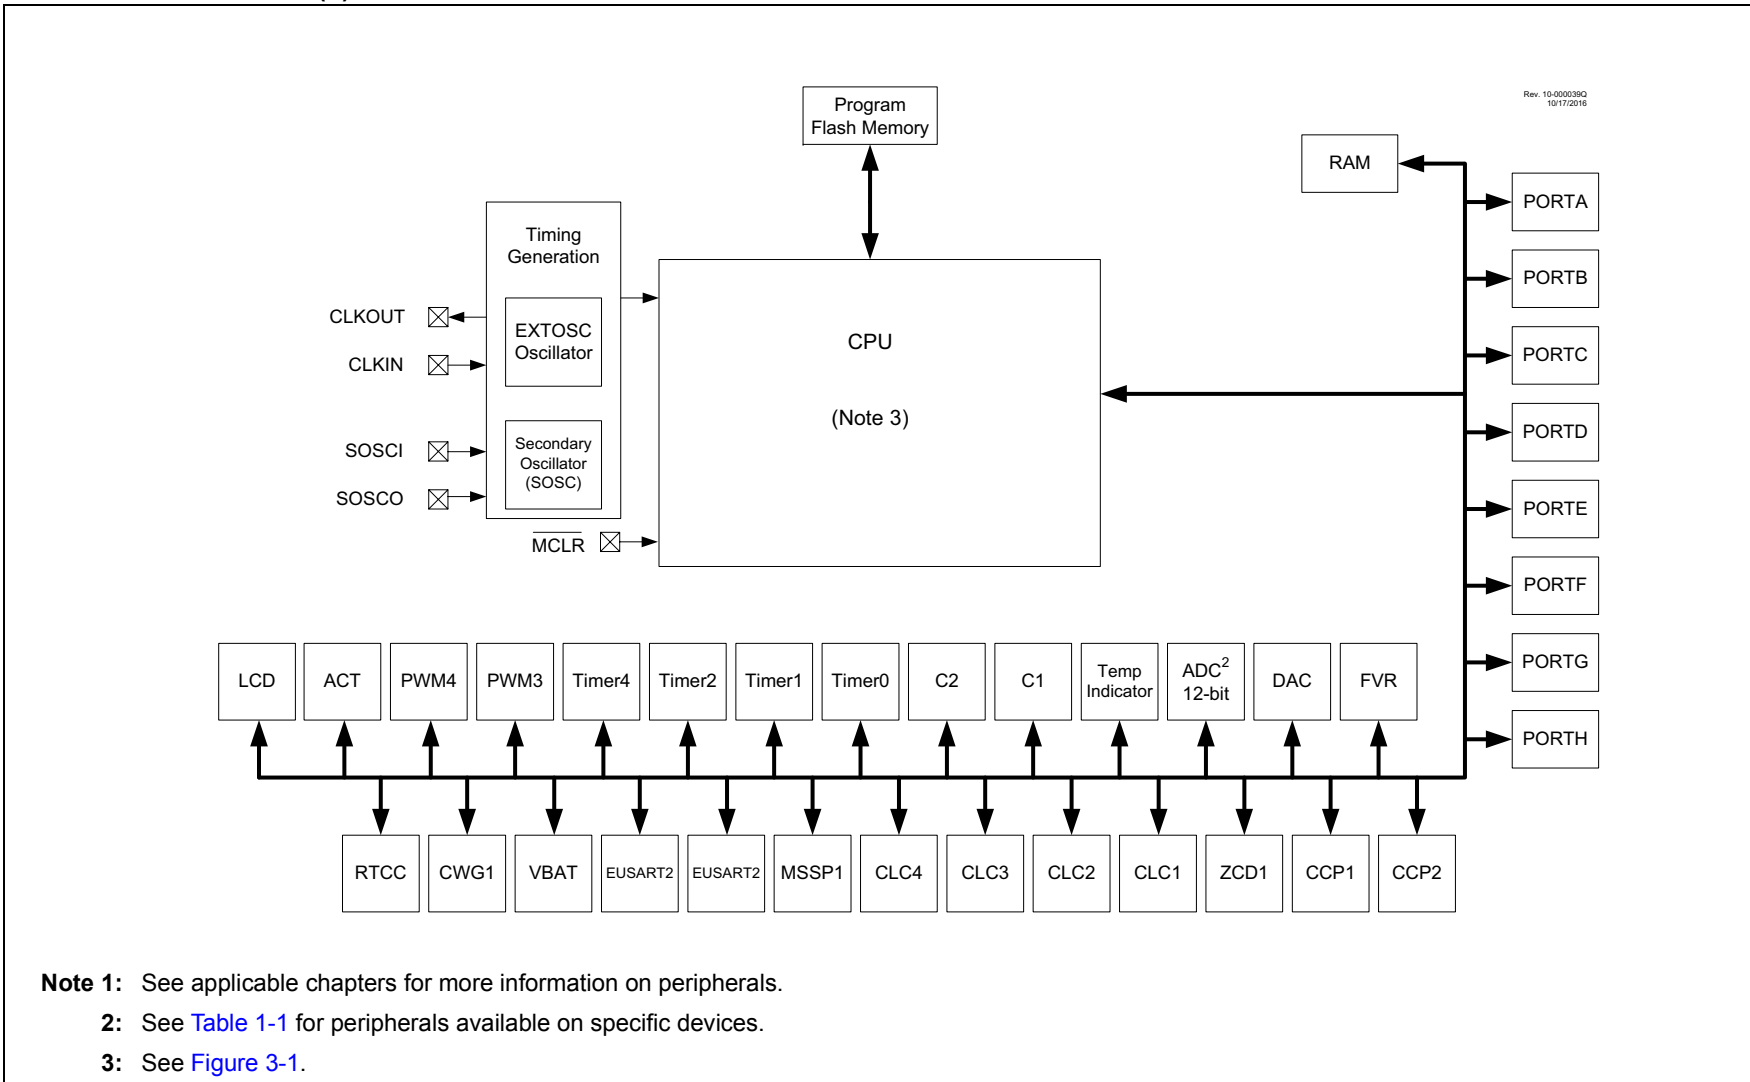 Rev. 10-000039Q
10/17/2016
Program
Flash Memory
RAM
PORTA
PORTB
PORTC
PORTD
PORTE
PORTF
PORTG
PORTH
Timing
Generation
EXTOSC
Oscillator
Secondary
Oscillator
(SOSC)
CLKOUT
CLKIN
SOSCI
SOSCO
MCLR
CPU
(Note 3)
LCD
ACT
PWM4
PWM3
Timer4
Timer2
Timer1
Timer0
C2
C1
Temp
Indicator
ADC2
12-bit
DAC
FVR
RTCC
CWG1
VBAT
EUSART2
EUSART2
MSSP1
CLC4
CLC3
CLC2
CLC1
ZCD1
CCP1
CCP2
Note 1: See applicable chapters for more information on peripherals.
2: See Table 1-1 for peripherals available on specific devices.
3: See Figure 3-1.